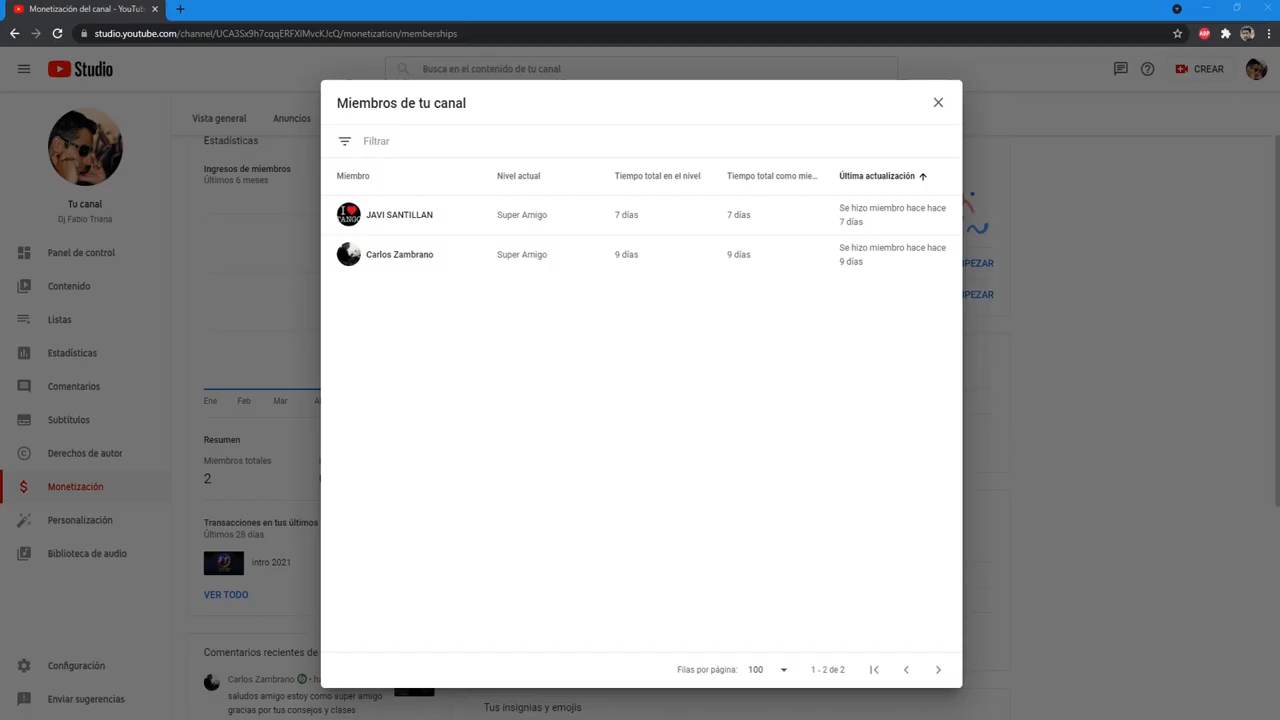 Monetización del canal - YouTub
studio.youtube.com/channel/UCA3Sx9h7cqqERFXlMvcKJcQ/monetization/memberships
ABP
Studio
Busca en el contenido de tu canal
CREAR
Miembros de tu canal
Filtrar
Miembro
Nivel actual
Tiempo total en el nivel
Tiempo total como mie...
Última actualización
I TANGO
JAVI SANTILLAN
Super Amigo
7 días
7 días
Se hizo miembro hace hace
7 días
Carlos Zambrano
Super Amigo
9 días
9 días
Se hizo miembro hace hace
9 días
Filas por página:
100
1 - 2 de 2
Tu canal
Dj Fabio Triana
Panel de control
Contenido
Listas
Estadísticas
Comentarios
Subtítulos
Derechos de autor
Monetización
Personalización
Biblioteca de audio
Configuración
Enviar sugerencias
Vista general
Anuncios
Estadísticas
Ingresos de miembros
Últimos 6 meses
Ene
Feb
Mar
Resumen
Miembros totales
2
Transacciones en tus últimos
Últimos 28 días
intro 2021
VER TODO
Comentarios recientes de
Carlos Zambrano
saludos amigo estoy como super amigo
gracias por tus consejos y clases
PEZAR
PEZAR
Tus insignias y emojis